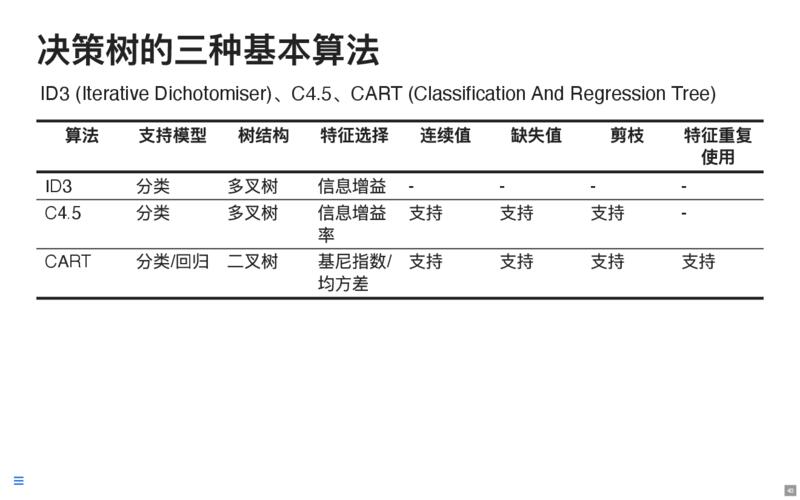 决策树的三种基本算法
ID3 (Iterative Dichotomiser)、C4.5、CART (Classification And Regression Tree)
算法 支持模型 树结构 特征选择 连续值 缺失值 剪枝 特征重复
使用
ID3 分类 多叉树 信息增益 - - - -
C4.5 分类 多叉树 信息增益 支持 支持 支持 -
率
CART 分类/回归 二叉树 基尼指数/ 支持 支持 支持 支持
均方差
40